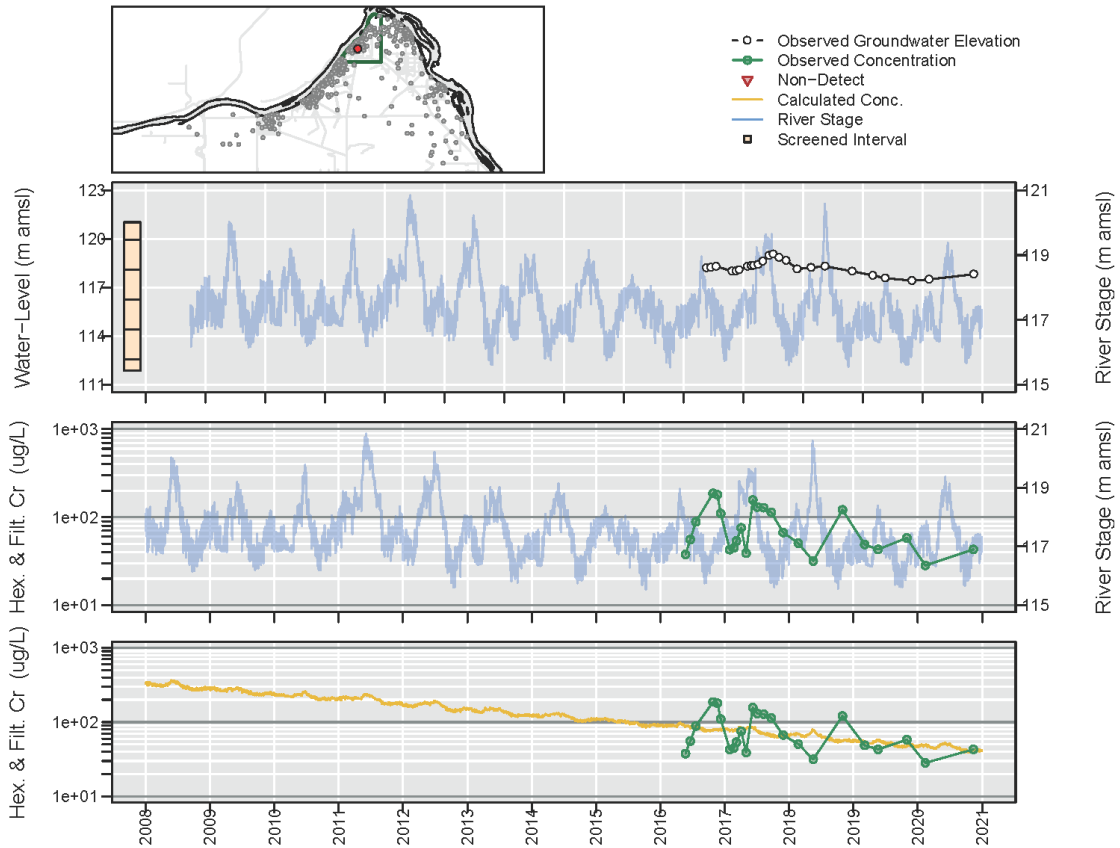 Observed Groundwater Elevation
Observed Concentration
Non-Detect
Calculated Conc.
River Stage
Screened Interval
Water-Level (m amsl)
123
120
117
114
111
121
119
117
115
River Stage (m amsl)
Hex. & Filt. Cr (ug/L)
1e+03
1e+02
1e+01
121
119
117
115
River Stage (m amsl)
Hex. & Filt. Cr (ug/L)
1e+03
1e+02
1e+01
2008
2009
2010
2011
2012
2013
2014
2015
2016
2017
2018
2019
2020
2021